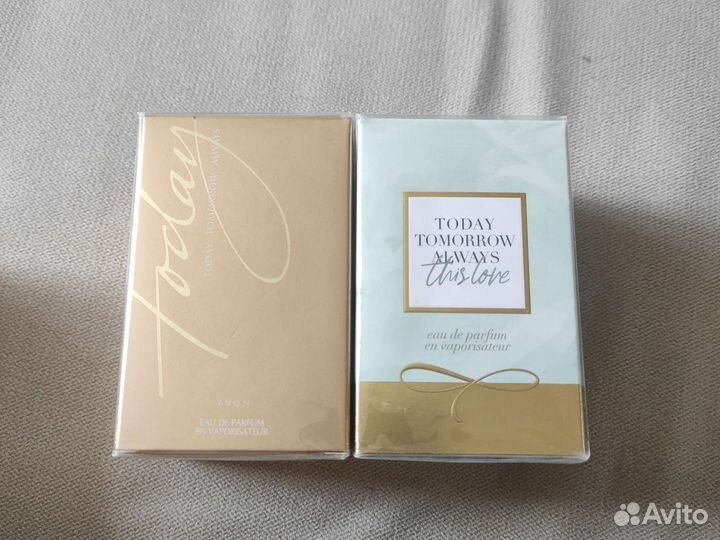 today
TODAY TOMORROW ALWAYS
AVON
EAU DE PARFUM
EN VAPORISATEUR
TODAY
TOMORROW
ALWAYS
this love
eau de parfum
en vaporisateur
Avito